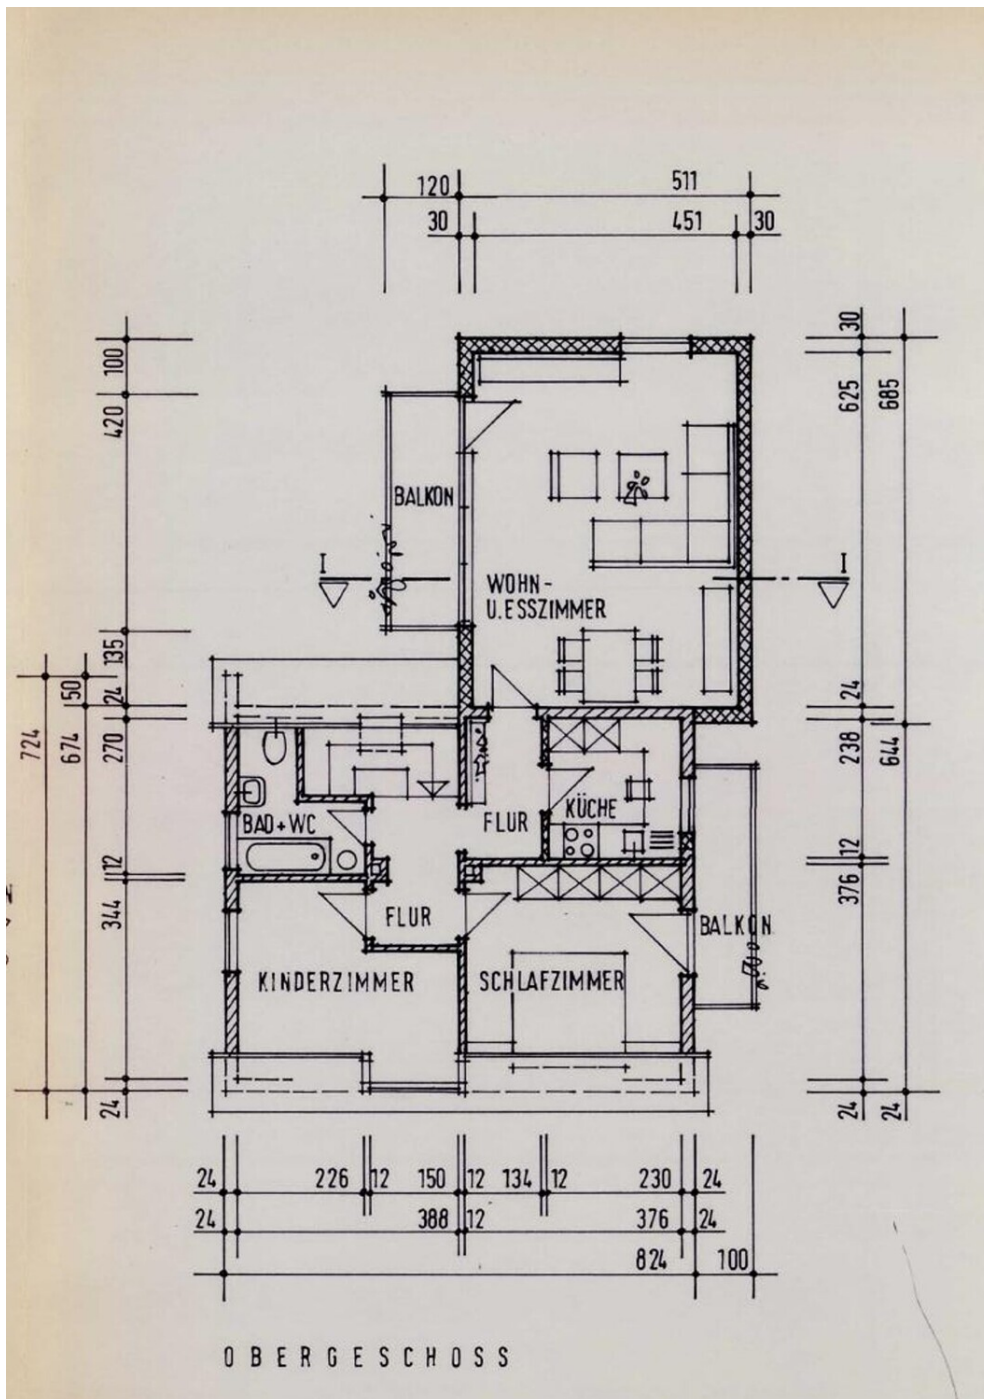 120
511
30
451
30
100
420
135
50
24
724
674
270
12
344
24
30
625
685
24
238
644
12
376
24
24
BALKON
I
I
WOHN-
U. ESSZIMMER
BAD+WC
FLUR
KÜCHE
FLUR
BALKON
KINDERZIMMER
SCHLAFZIMMER
24 226 12 150 12 134 12 230 24
24 388 12 376 24
824 100
OBERGESCHOSS